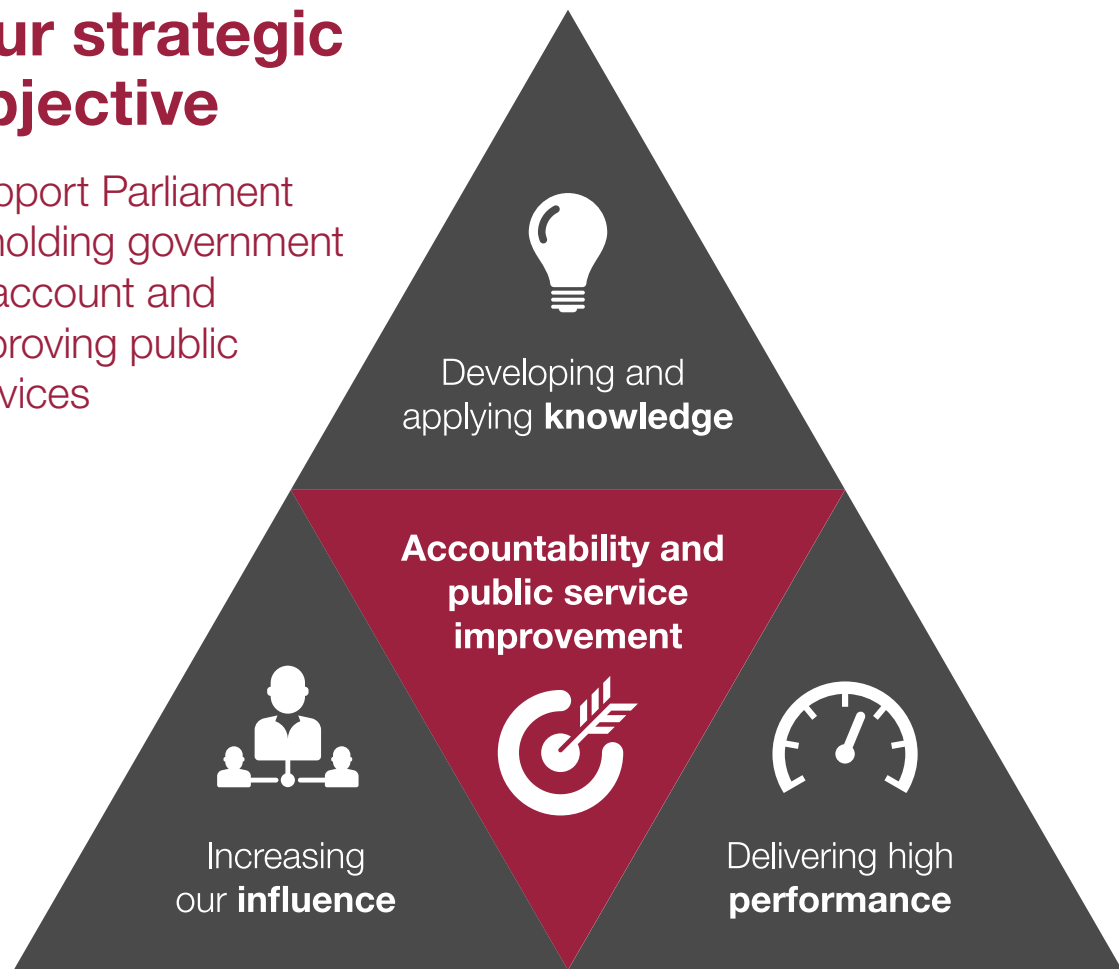 ur strategic
bjective
pport Parliament
holding government
account and
proving public
vices
Developing and
applying knowledge
Accountability and
public service
improvement
Increasing
our influence
Delivering high
performance